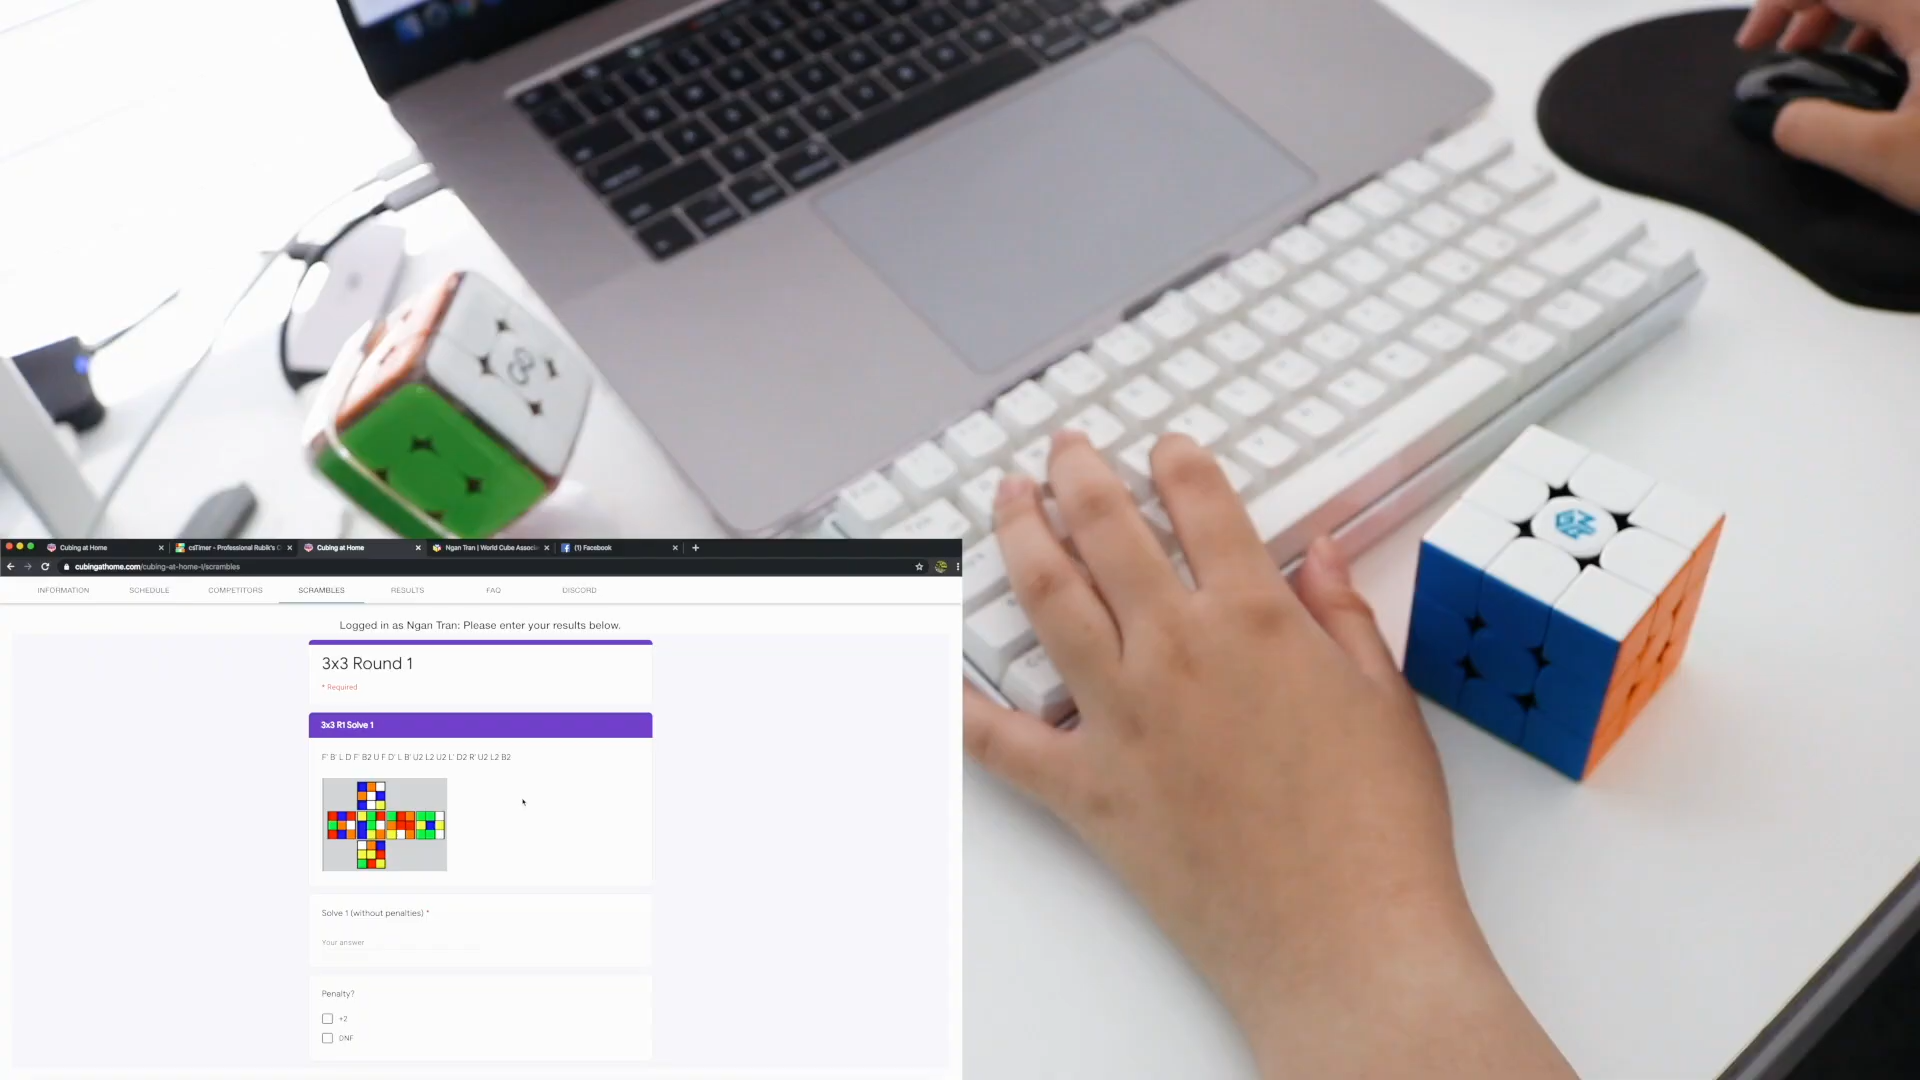 Cubing at Home
csTimer - Professional Rubik's C
Cubing at Home
Ngan Tran | World Cube Associ
(1) Facebook
cubingathome.com/cubing-at-home-I/scrambles
INFORMATION
SCHEDULE
COMPETITORS
SCRAMBLES
RESULTS
FAQ
DISCORD
Logged in as Ngan Tran: Please enter your results below.
3x3 Round 1
* Required
3x3 R1 Solve 1
F' B' L D F' B2 U F D' L B' U2 L2 U2 L' D2 R' U2 L2 B2
Solve 1 (without penalties) *
Your answer
Penalty?
+2
DNF